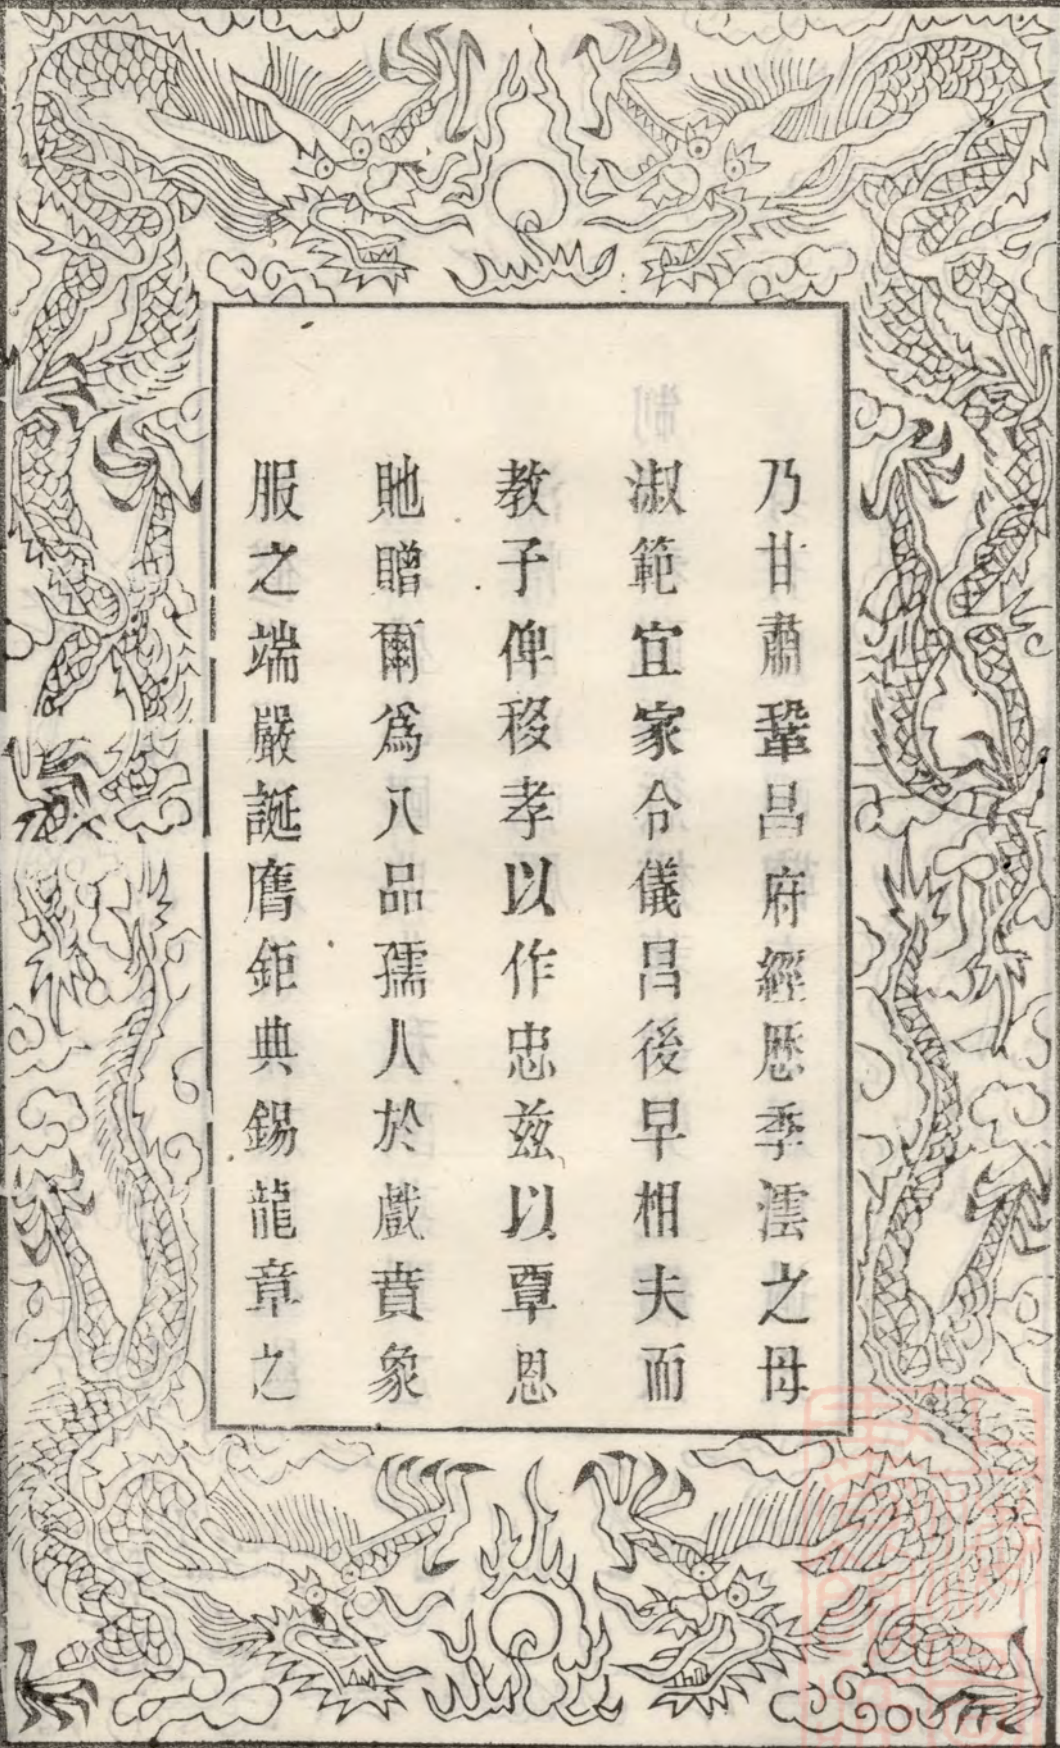 乃甘肅鞏昌府經歷季澐之母
淑範宜家令儀昌後早相夫而
教子俾移孝以作忠茲以覃恩
貤贈爾爲八品孺人於戲賁象
服之端嚴誕膺鉅典錫龍章之